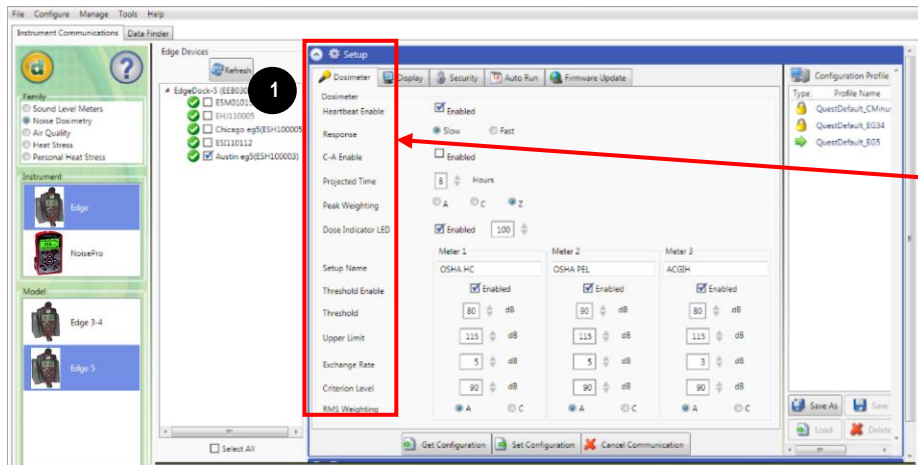 File Configure Manage Tools Help
Instrument Communications Data Finder
Family
Sound Level Meters
Noise Dosimetry
Air Quality
Heat Stress
Personal Heat Stress
Instrument
Edge
NoisePro
Model
Edge 3-4
Edge 5
Edge Devices
Refresh
1
EdgeDock-5 (EEB030
ESM0101
EHJ110005
Chicago eg5(ESH100005
ESI110112
Austin eg5(ESH100003)
Select All
Setup
Dosimeter Display Security Auto Run Firmware Update
Dosimeter
Heartbeat Enable Enabled
Response Slow Fast
C-A Enable Enabled
Projected Time 8 Hours
Peak Weighting A C Z
Dose Indicator LED Enabled 100
Meter 1 Meter 2 Meter 3
Setup Name OSHA HC OSHA PEL ACGIH
Threshold Enable Enabled Enabled Enabled
Threshold 80 dB 90 dB 80 dB
Upper Limit 115 dB 115 dB 115 dB
Exchange Rate 5 dB 5 dB 3 dB
Criterion Level 90 dB 90 dB 90 dB
RMS Weighting A C A C A C
Get Configuration Set Configuration Cancel Communication
Configuration Profile
Type Profile Name
QuestDefault_CMinu
QuestDefault_EG34
QuestDefault_EG5
Save As Save
Load Delete